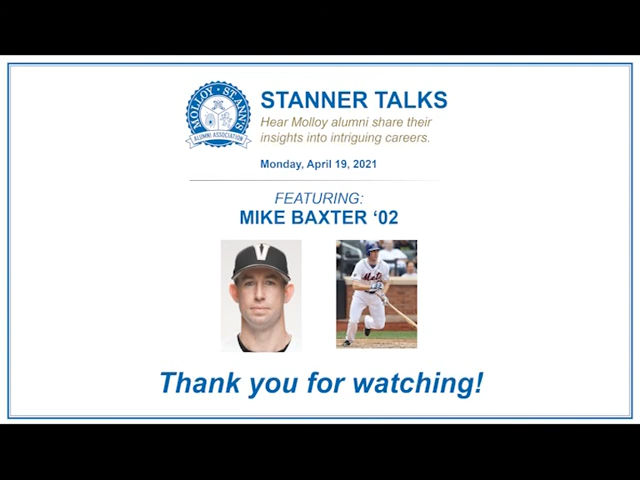 MOLLOY · ST. ANN'S
ALUMNI ASSOCIATION
STANNER TALKS
Hear Molloy alumni share their
insights into intriguing careers.
Monday, April 19, 2021
FEATURING:
MIKE BAXTER ‘02
V
Mets
Thank you for watching!